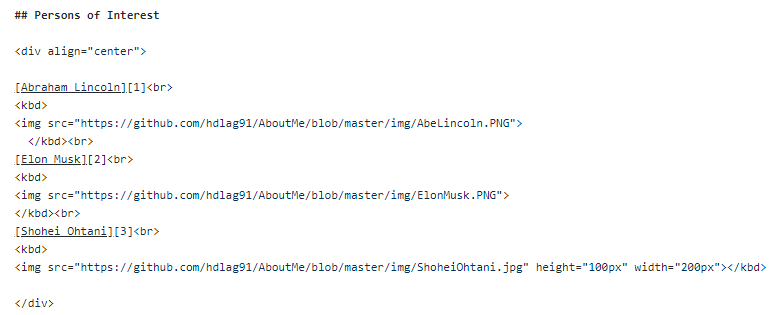 ## Persons of Interest
<div align="center">
[Abraham Lincoln][1]<br>
<kbd>
<img src="https://github.com/hdlag91/AboutMe/blob/master/img/AbeLincoln.PNG">
</kbd><br>
[Elon Musk][2]<br>
<kbd>
<img src="https://github.com/hdlag91/AboutMe/blob/master/img/ElonMusk.PNG">
</kbd><br>
[Shohei Ohtani][3]<br>
<kbd>
<img src="https://github.com/hdlag91/AboutMe/blob/master/img/ShoheiOhtani.jpg" height="100px" width="200px"></kbd>
</div>